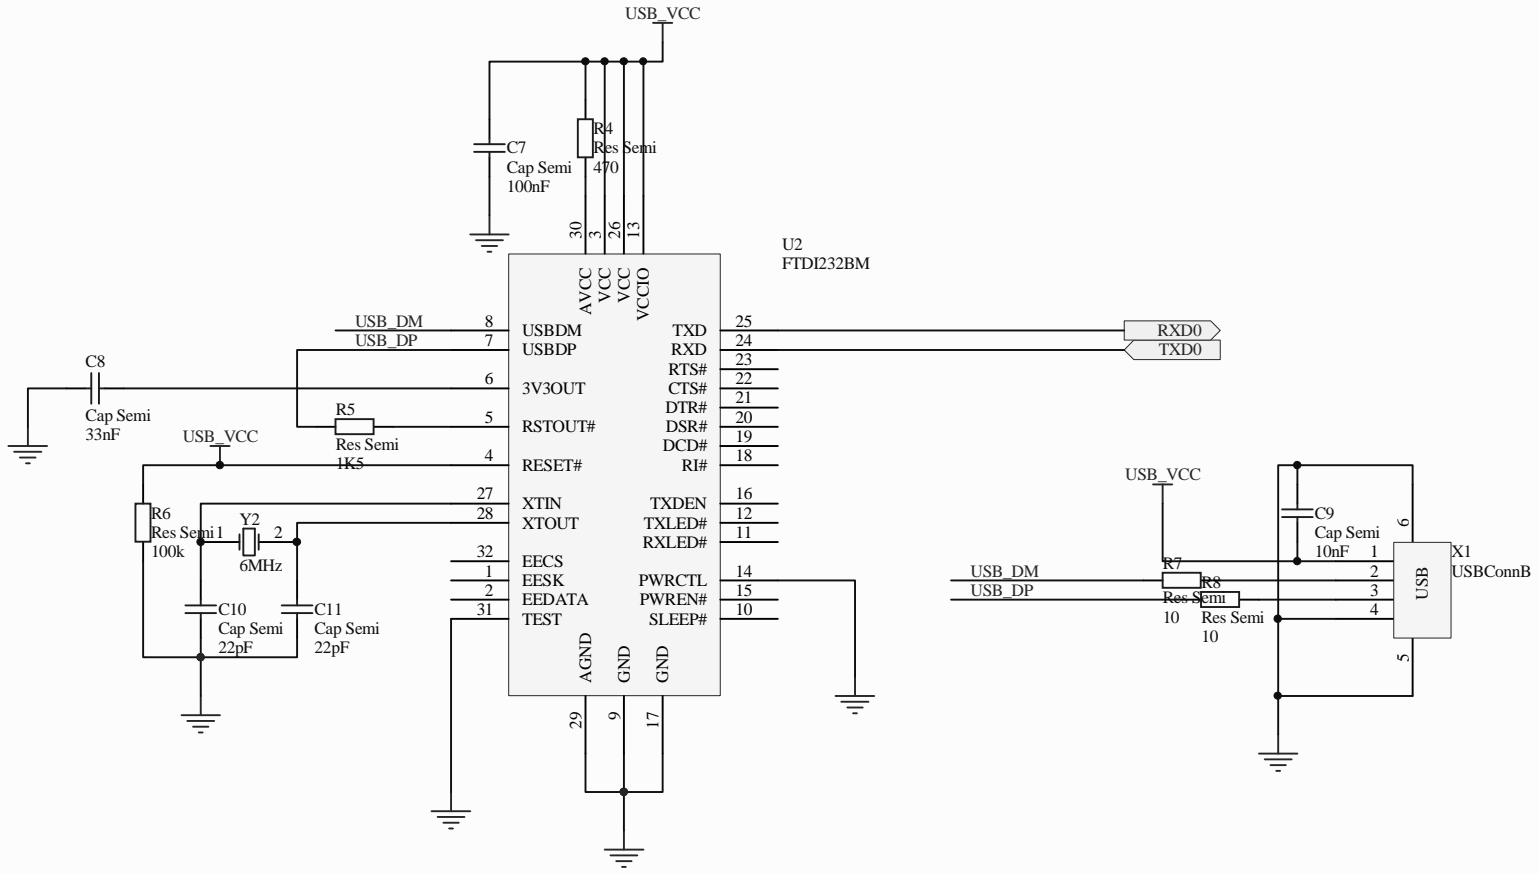 USB_VCC
C7
Cap Semi
100nF
R4
Res Semi
470
30
3
26
13
U2
FTDI232BM
AVCC
VCC
VCC
VCCIO
USB_DM
8
USBDM
USB_DP
7
USBDP
C8
Cap Semi
33nF
6
3V3OUT
R5
Res Semi
1K5
5
RSTOUT#
USB_VCC
4
RESET#
R6
Res Semi
100k
27
XTIN
28
XTOUT
1
Y2
2
6MHz
C10
Cap Semi
22pF
C11
Cap Semi
22pF
32
EECS
1
EESK
2
EEDATA
31
TEST
TXD
25
RXD0
RXD
24
TXD0
RTS#
23
CTS#
22
DTR#
21
DSR#
20
DCD#
19
RI#
18
TXDEN
16
TXLED#
12
RXLED#
11
PWRCTL
14
PWREN#
15
SLEEP#
10
AGND
GND
GND
29
9
17
USB_VCC
C9
Cap Semi
10nF
6
X1
USBConnB
USB
1
2
3
4
5
USB_DM
USB_DP
R7
Res Semi
10
R8
Res Semi
10